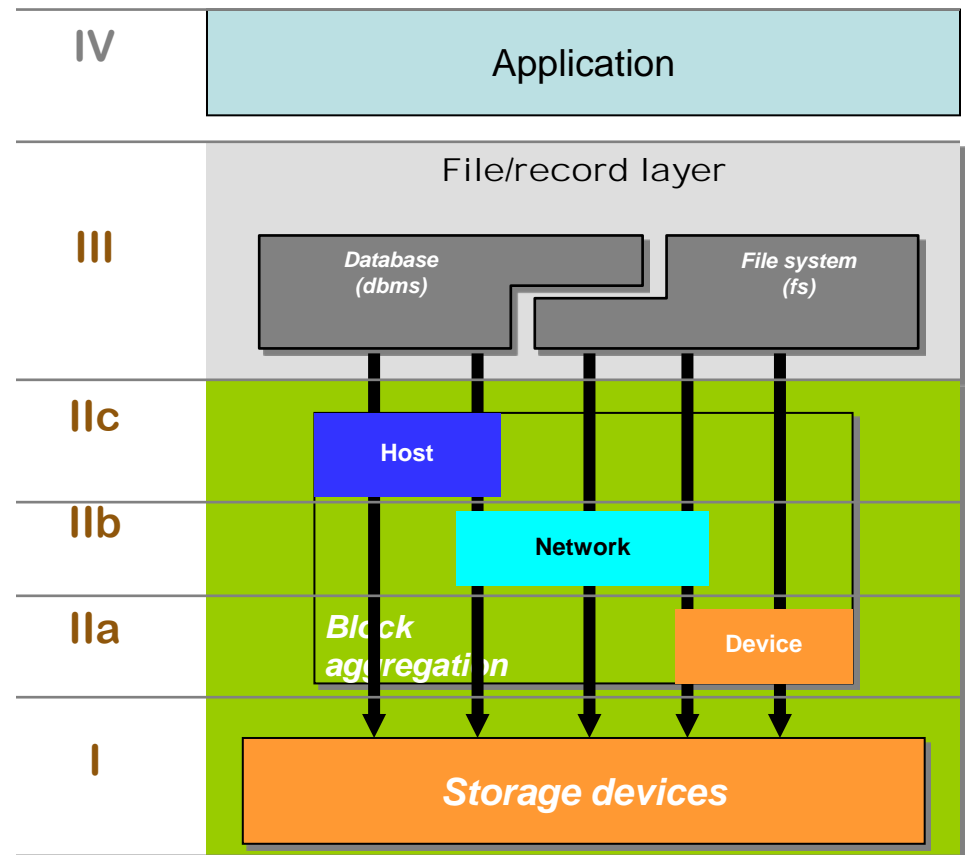 IV
Application
File/record layer
III
Database
(dbms)
File system
(fs)
IIc
Host
IIb
Network
IIa
Block
aggregation
Device
I
Storage devices